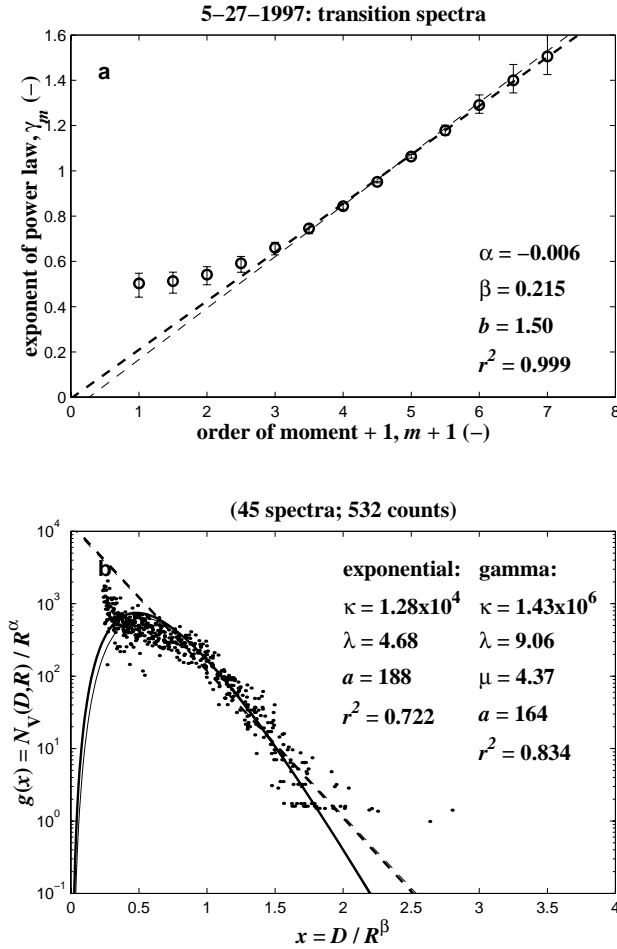 5−27−1997: transition spectra
1.6
1.4
1.2
1
0.8
0.6
0.4
0.2
0
a
exponent of power law, γm (−)
α = −0.006
β = 0.215
b = 1.50
r² = 0.999
0 1 2 3 4 5 6 7 8
order of moment + 1, m + 1 (−)
(45 spectra; 532 counts)
10⁴
10³
10²
10¹
10⁰
10⁻¹
b
g(x) = NV(D,R) / Rᵅ
exponential: gamma:
κ = 1.28x10⁴ κ = 1.43x10⁶
λ = 4.68 λ = 9.06
a = 188 μ = 4.37
r² = 0.722 a = 164
r² = 0.834
0 0.5 1 1.5 2 2.5 3 3.5 4
x = D / Rᵝ